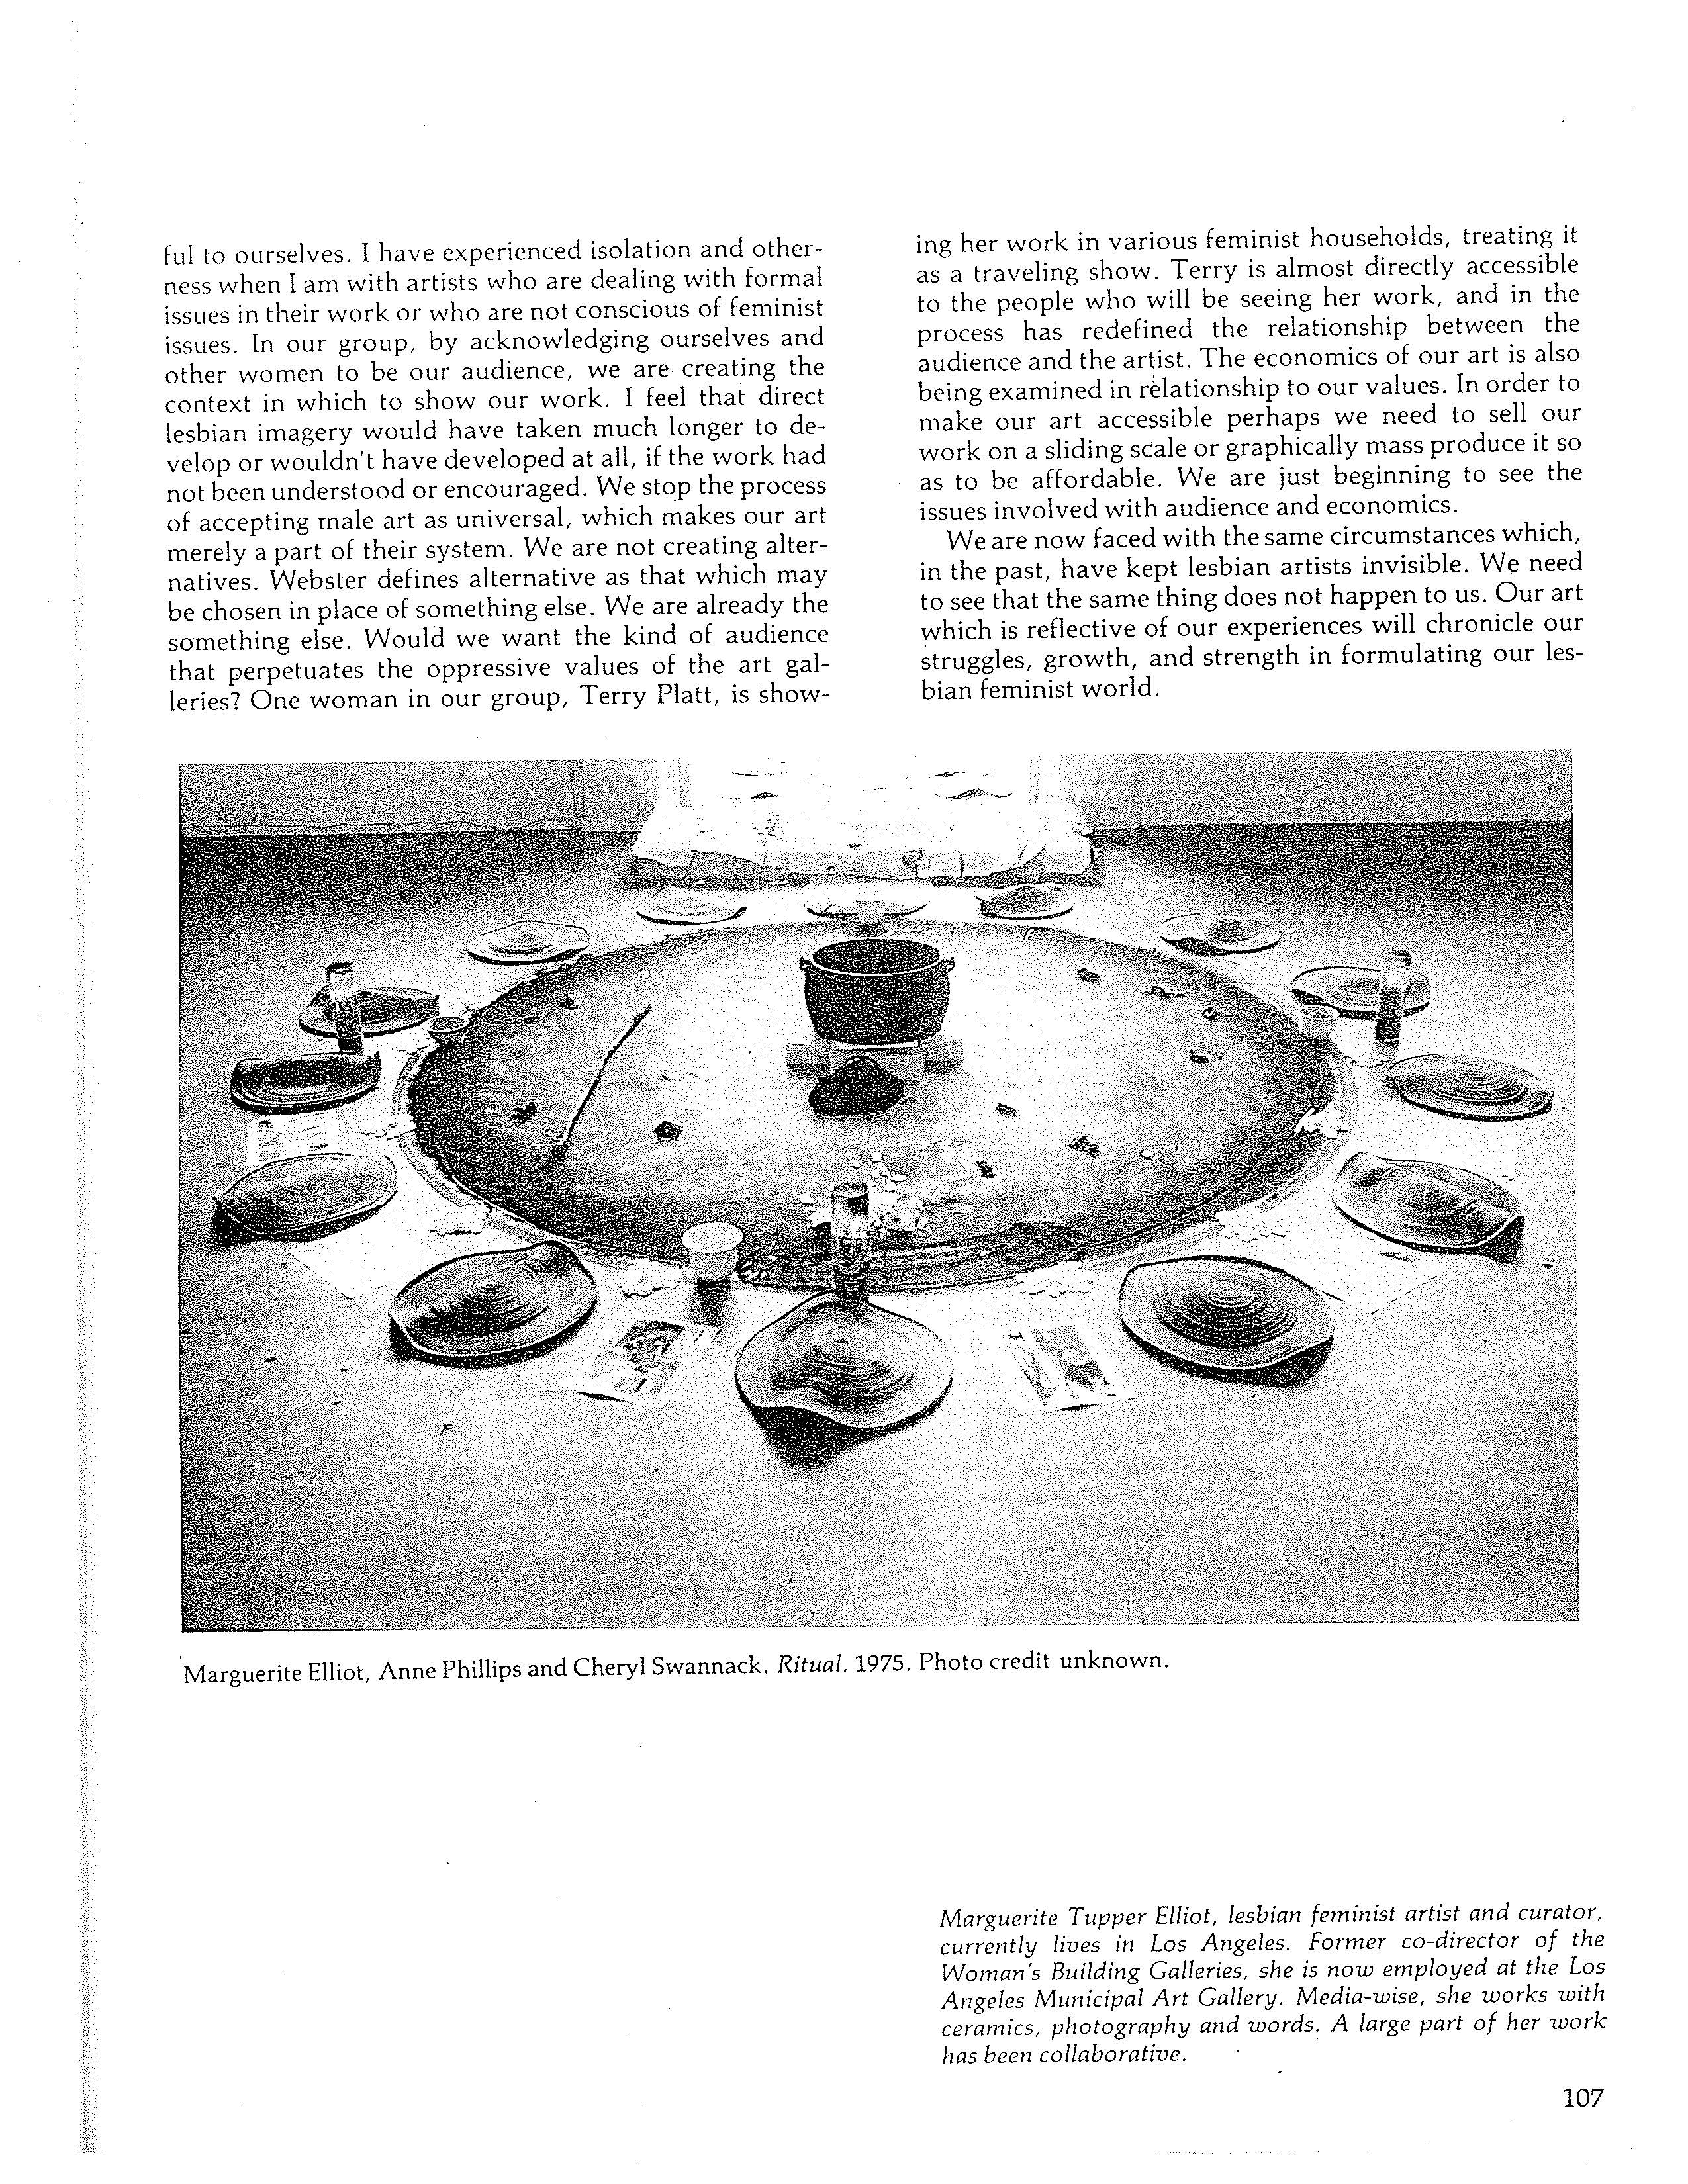 ful to ourselves. I have experienced isolation and other-
ness when I am with artists who are dealing with formal
issues in their work or who are not conscious of feminist
issues. In our group, by acknowledging ourselves and
other women to be our audience, we are creating the
context in which to show our work. I feel that direct
lesbian imagery would have taken much longer to de-
velop or wouldn't have developed at all, if the work had
not been understood or encouraged. We stop the process
of accepting male art as universal, which makes our art
merely a part of their system. We are not creating alter-
natives. Webster defines alternative as that which may
be chosen in place of something else. We are already the
something else. Would we want the kind of audience
that perpetuates the oppressive values of the art gal-
leries? One woman in our group, Terry Platt, is show-
ing her work in various feminist households, treating it
as a traveling show. Terry is almost directly accessible
to the people who will be seeing her work, and in the
process has redefined the relationship between the
audience and the artist. The economics of our art is also
being examined in relationship to our values. In order to
make our art accessible perhaps we need to sell our
work on a sliding scale or graphically mass produce it so
as to be affordable. We are just beginning to see the
issues involved with audience and economics.
We are now faced with the same circumstances which,
in the past, have kept lesbian artists invisible. We need
to see that the same thing does not happen to us. Our art
which is reflective of our experiences will chronicle our
struggles, growth, and strength in formulating our les-
bian feminist world.
Marguerite Elliot, Anne Phillips and Cheryl Swannack. Ritual. 1975. Photo credit unknown.
Marguerite Tupper Elliot, lesbian feminist artist and curator,
currently lives in Los Angeles. Former co-director of the
Woman's Building Galleries, she is now employed at the Los
Angeles Municipal Art Gallery. Media-wise, she works with
ceramics, photography and words. A large part of her work
has been collaborative.
107